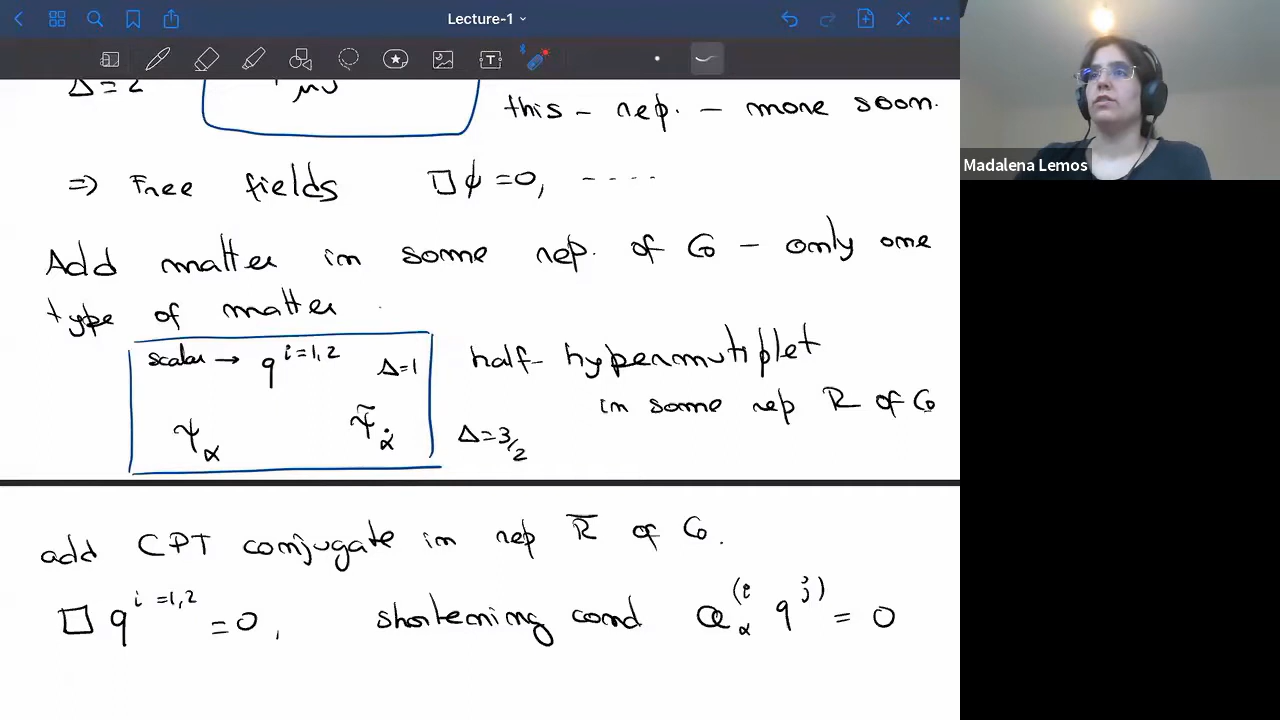 Lecture-1
Δ = 2
μν
this - rep. - more soon.
⇒ Free fields □φ = 0, -----
Add matter in some rep. of G - only one
type of matter
scalar → q^{i=1,2} Δ=1
half-hypermutiplet
in some rep R of G
ψ_α ψ̃_α̇ Δ=3/2
add CPT conjugate in rep R̄ of G.
□ q^{i=1,2} = 0, shortening cond Q_α^{(i} q^{j)} = 0
Madalena Lemos